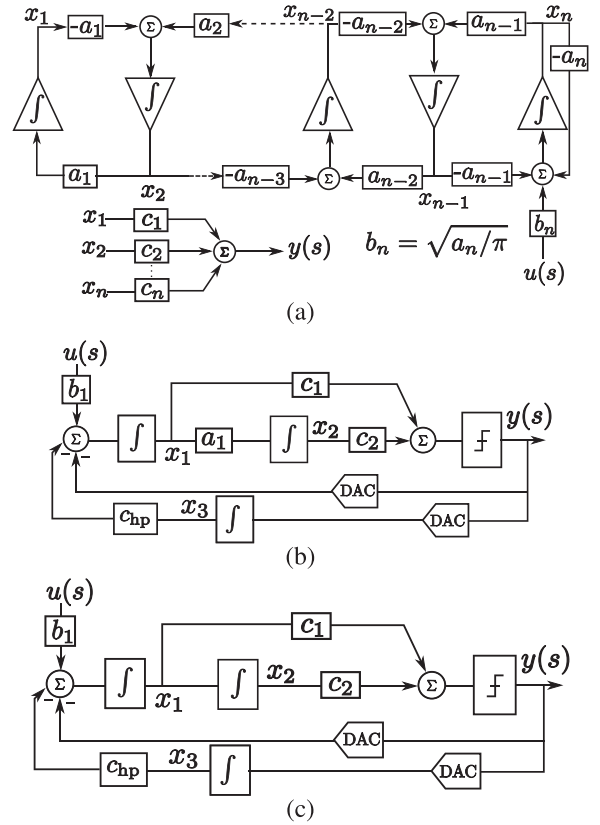 x₁ -a₁ Σ a₂ xₙ₋₂ -aₙ₋₂ Σ aₙ₋₁ xₙ
-aₙ
∫ ∫ ∫ ∫ ∫
a₁ x₂ -aₙ₋₃ Σ aₙ₋₂ xₙ₋₁ -aₙ₋₁ Σ
x₁ c₁
x₂ c₂ Σ y(s)
xₙ cₙ
bₙ = √aₙ/π
bₙ
u(s)
(a)
u(s)
b₁
c₁
Σ ∫ x₁ a₁ ∫ x₂ c₂ Σ y(s)
− −
DAC
c_hp x₃ ∫ DAC
(b)
u(s)
b₁
c₁
Σ ∫ x₁ ∫ x₂ c₂ Σ y(s)
− −
DAC
c_hp x₃ ∫ DAC
(c)